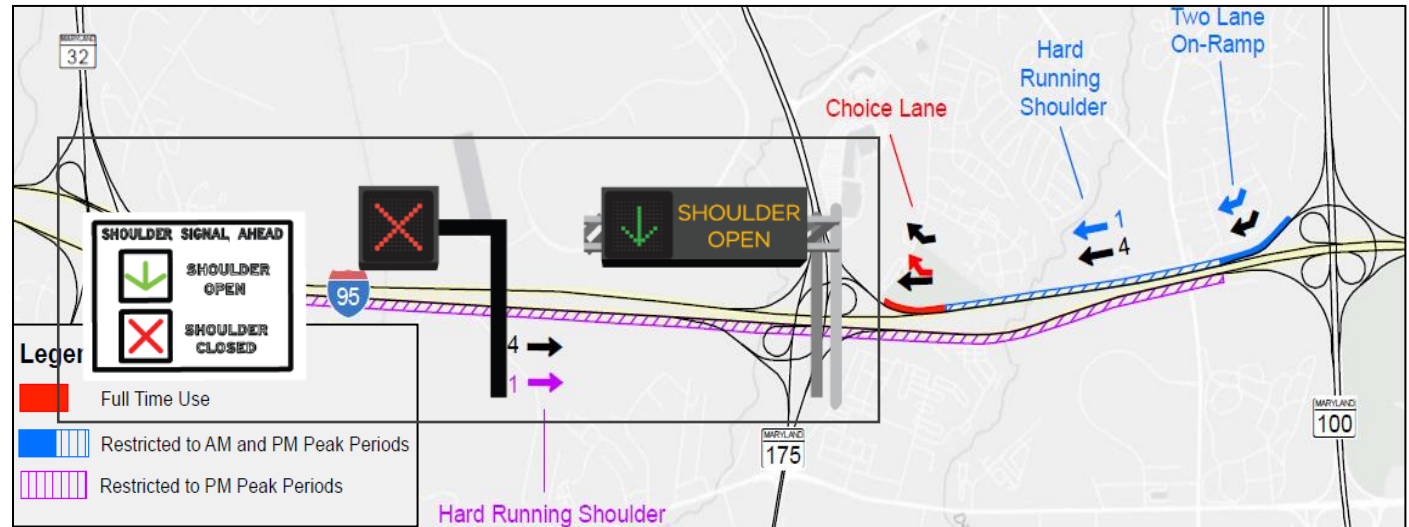 MARYLAND
32
Two Lane
On-Ramp
Hard
Running
Shoulder
Choice Lane
1
4
SHOULDER
OPEN
SHOULDER SIGNAL AHEAD
SHOULDER
OPEN
SHOULDER
CLOSED
95
4
1
Legen
Full Time Use
Restricted to AM and PM Peak Periods
Restricted to PM Peak Periods
MARYLAND
175
MARYLAND
100
Hard Running Shoulder